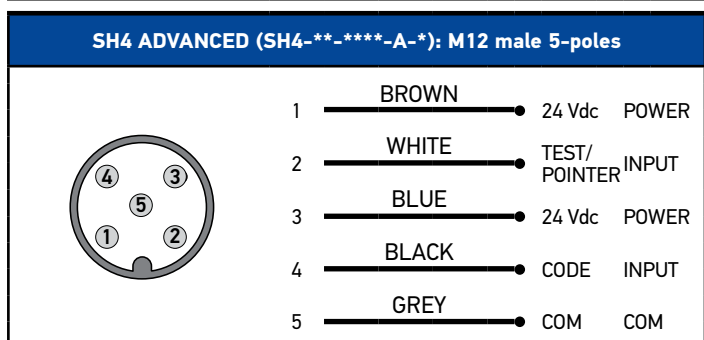 SH4 ADVANCED (SH4-**-****-A-*): M12 male 5-poles
4 3
5
1 2
1 BROWN 24 Vdc POWER
2 WHITE TEST/
POINTER INPUT
3 BLUE 24 Vdc POWER
4 BLACK CODE INPUT
5 GREY COM COM